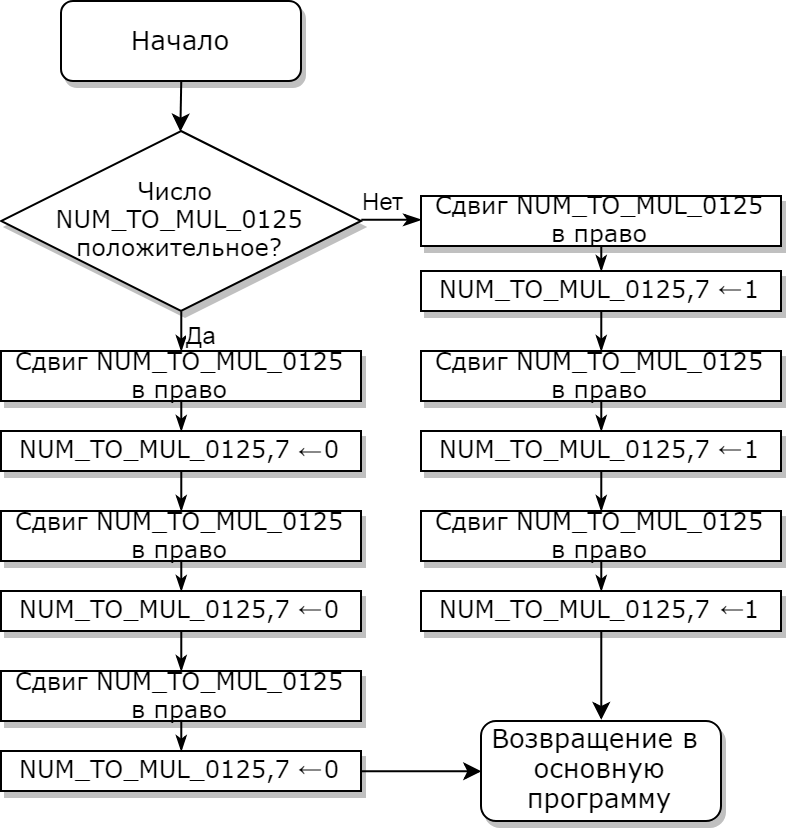 Начало
Число
NUM_TO_MUL_0125
положительное?
Нет
Да
Сдвиг NUM_TO_MUL_0125
в право
NUM_TO_MUL_0125,7 ←0
Сдвиг NUM_TO_MUL_0125
в право
NUM_TO_MUL_0125,7 ←0
Сдвиг NUM_TO_MUL_0125
в право
NUM_TO_MUL_0125,7 ←0
Сдвиг NUM_TO_MUL_0125
в право
NUM_TO_MUL_0125,7 ←1
Сдвиг NUM_TO_MUL_0125
в право
NUM_TO_MUL_0125,7 ←1
Сдвиг NUM_TO_MUL_0125
в право
NUM_TO_MUL_0125,7 ←1
Возвращение в
основную
программу